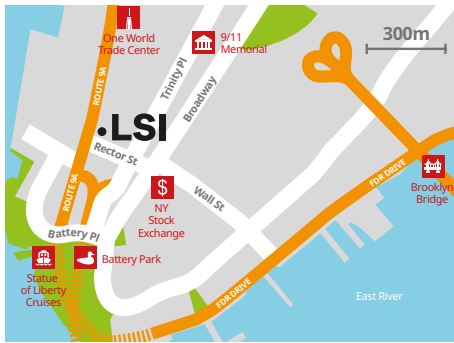 One World
Trade Center
9/11
Memorial
300m
ROUTE 9A
Trinity Pl
Broadway
LSI
Rector St
FDR DRIVE
Brooklyn
Bridge
ROUTE 9A
$
NY
Stock
Exchange
Wall St
Battery Pl
Battery Park
Statue
of Liberty
Cruises
FDR DRIVE
East River